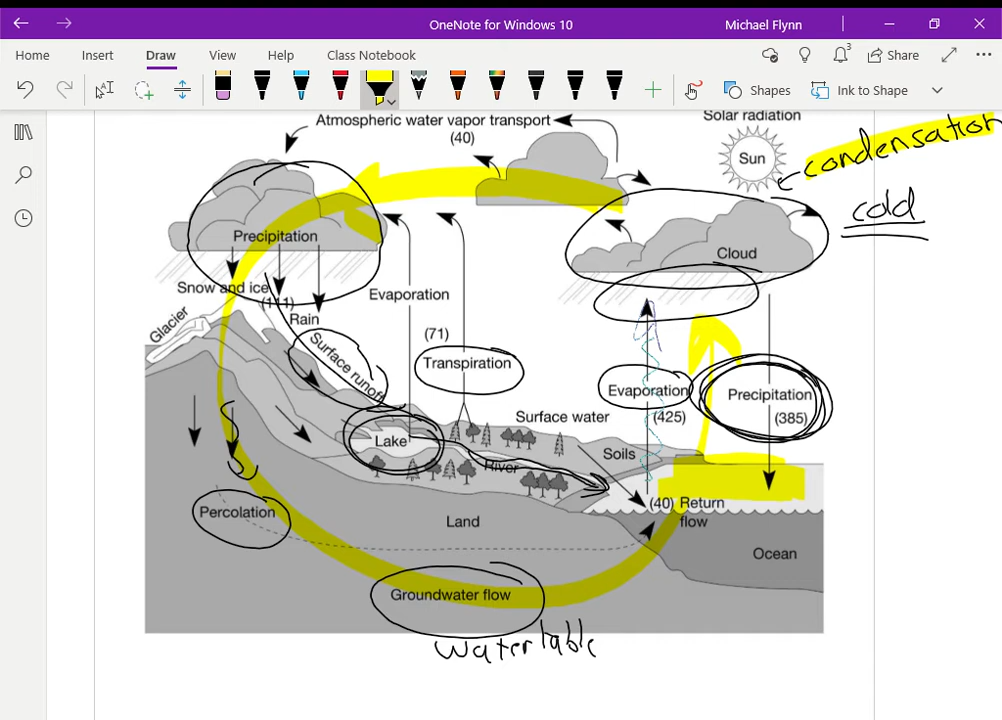 OneNote for Windows 10
Michael Flynn
Home Insert Draw View Help Class Notebook
3
Share
Shapes
Ink to Shape
Atmospheric water vapor transport
(40)
Solar radiation
Sun
condensation
cold
Precipitation
Cloud
Snow and ice
(111)
Rain
Evaporation
Glacier
Surface runoff
(71)
Transpiration
Evaporation
(425)
Precipitation
(385)
Surface water
Lake
River
Soils
Percolation
Land
(40) Return
flow
Ocean
Groundwater flow
water table